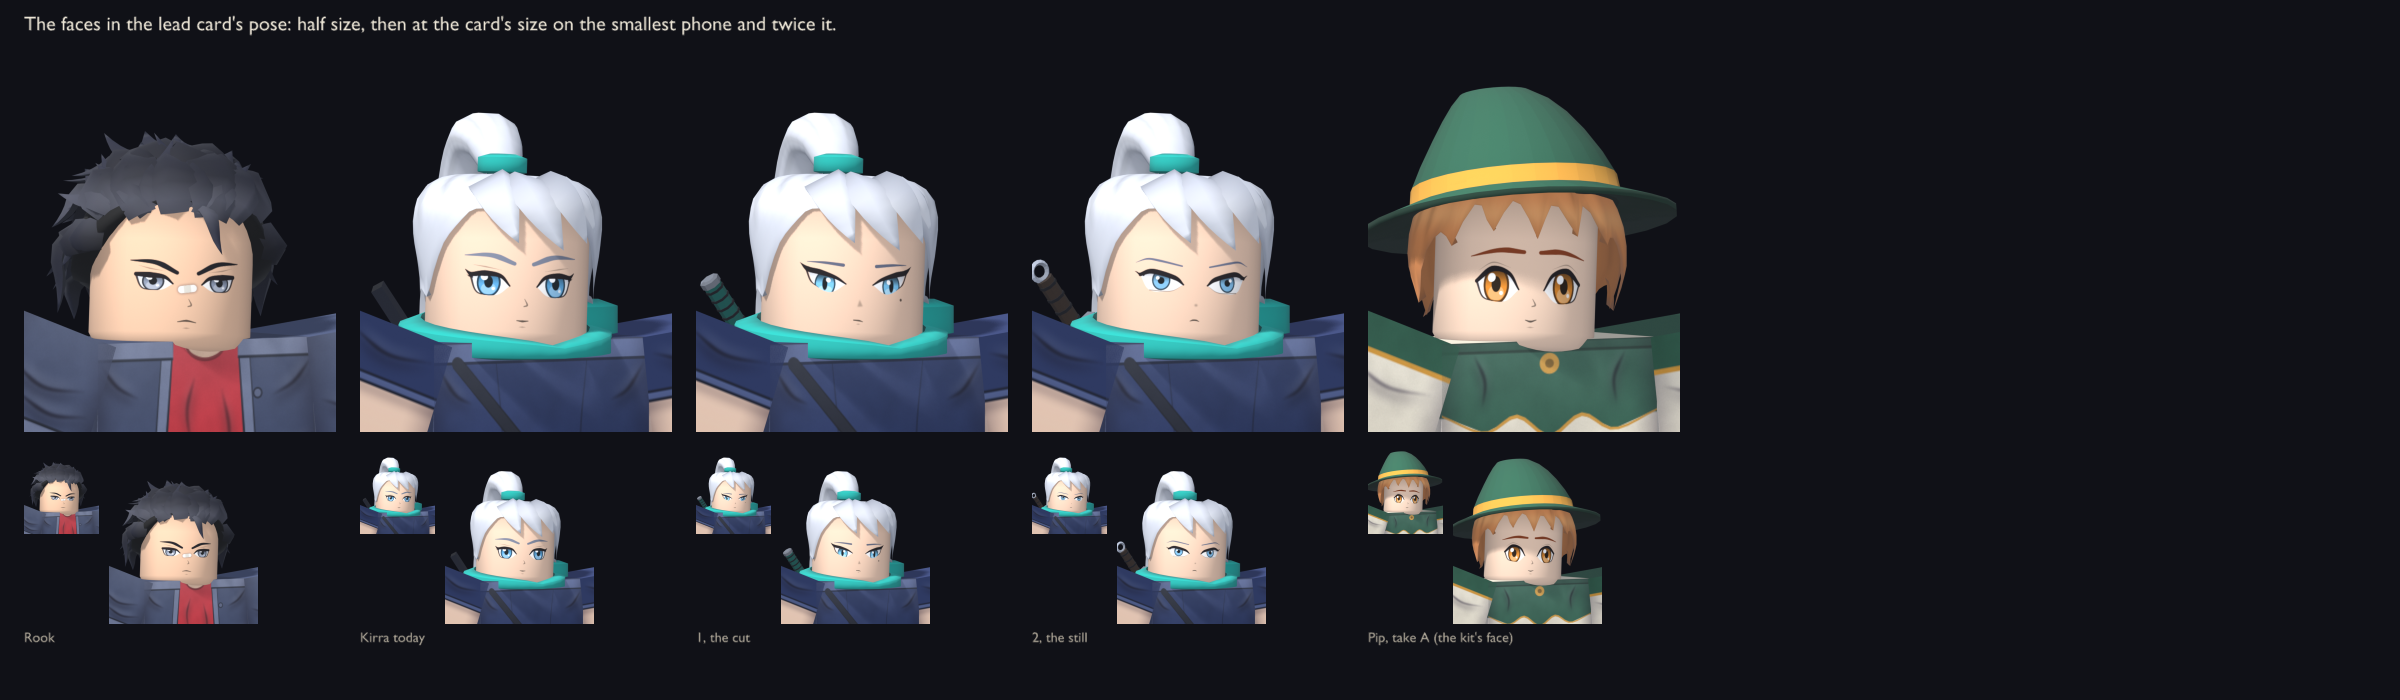 The faces in the lead card's pose: half size, then at the card's size on the smallest phone and twice it.
Rook
Kirra today
1, the cut
2, the still
Pip, take A (the kit's face)